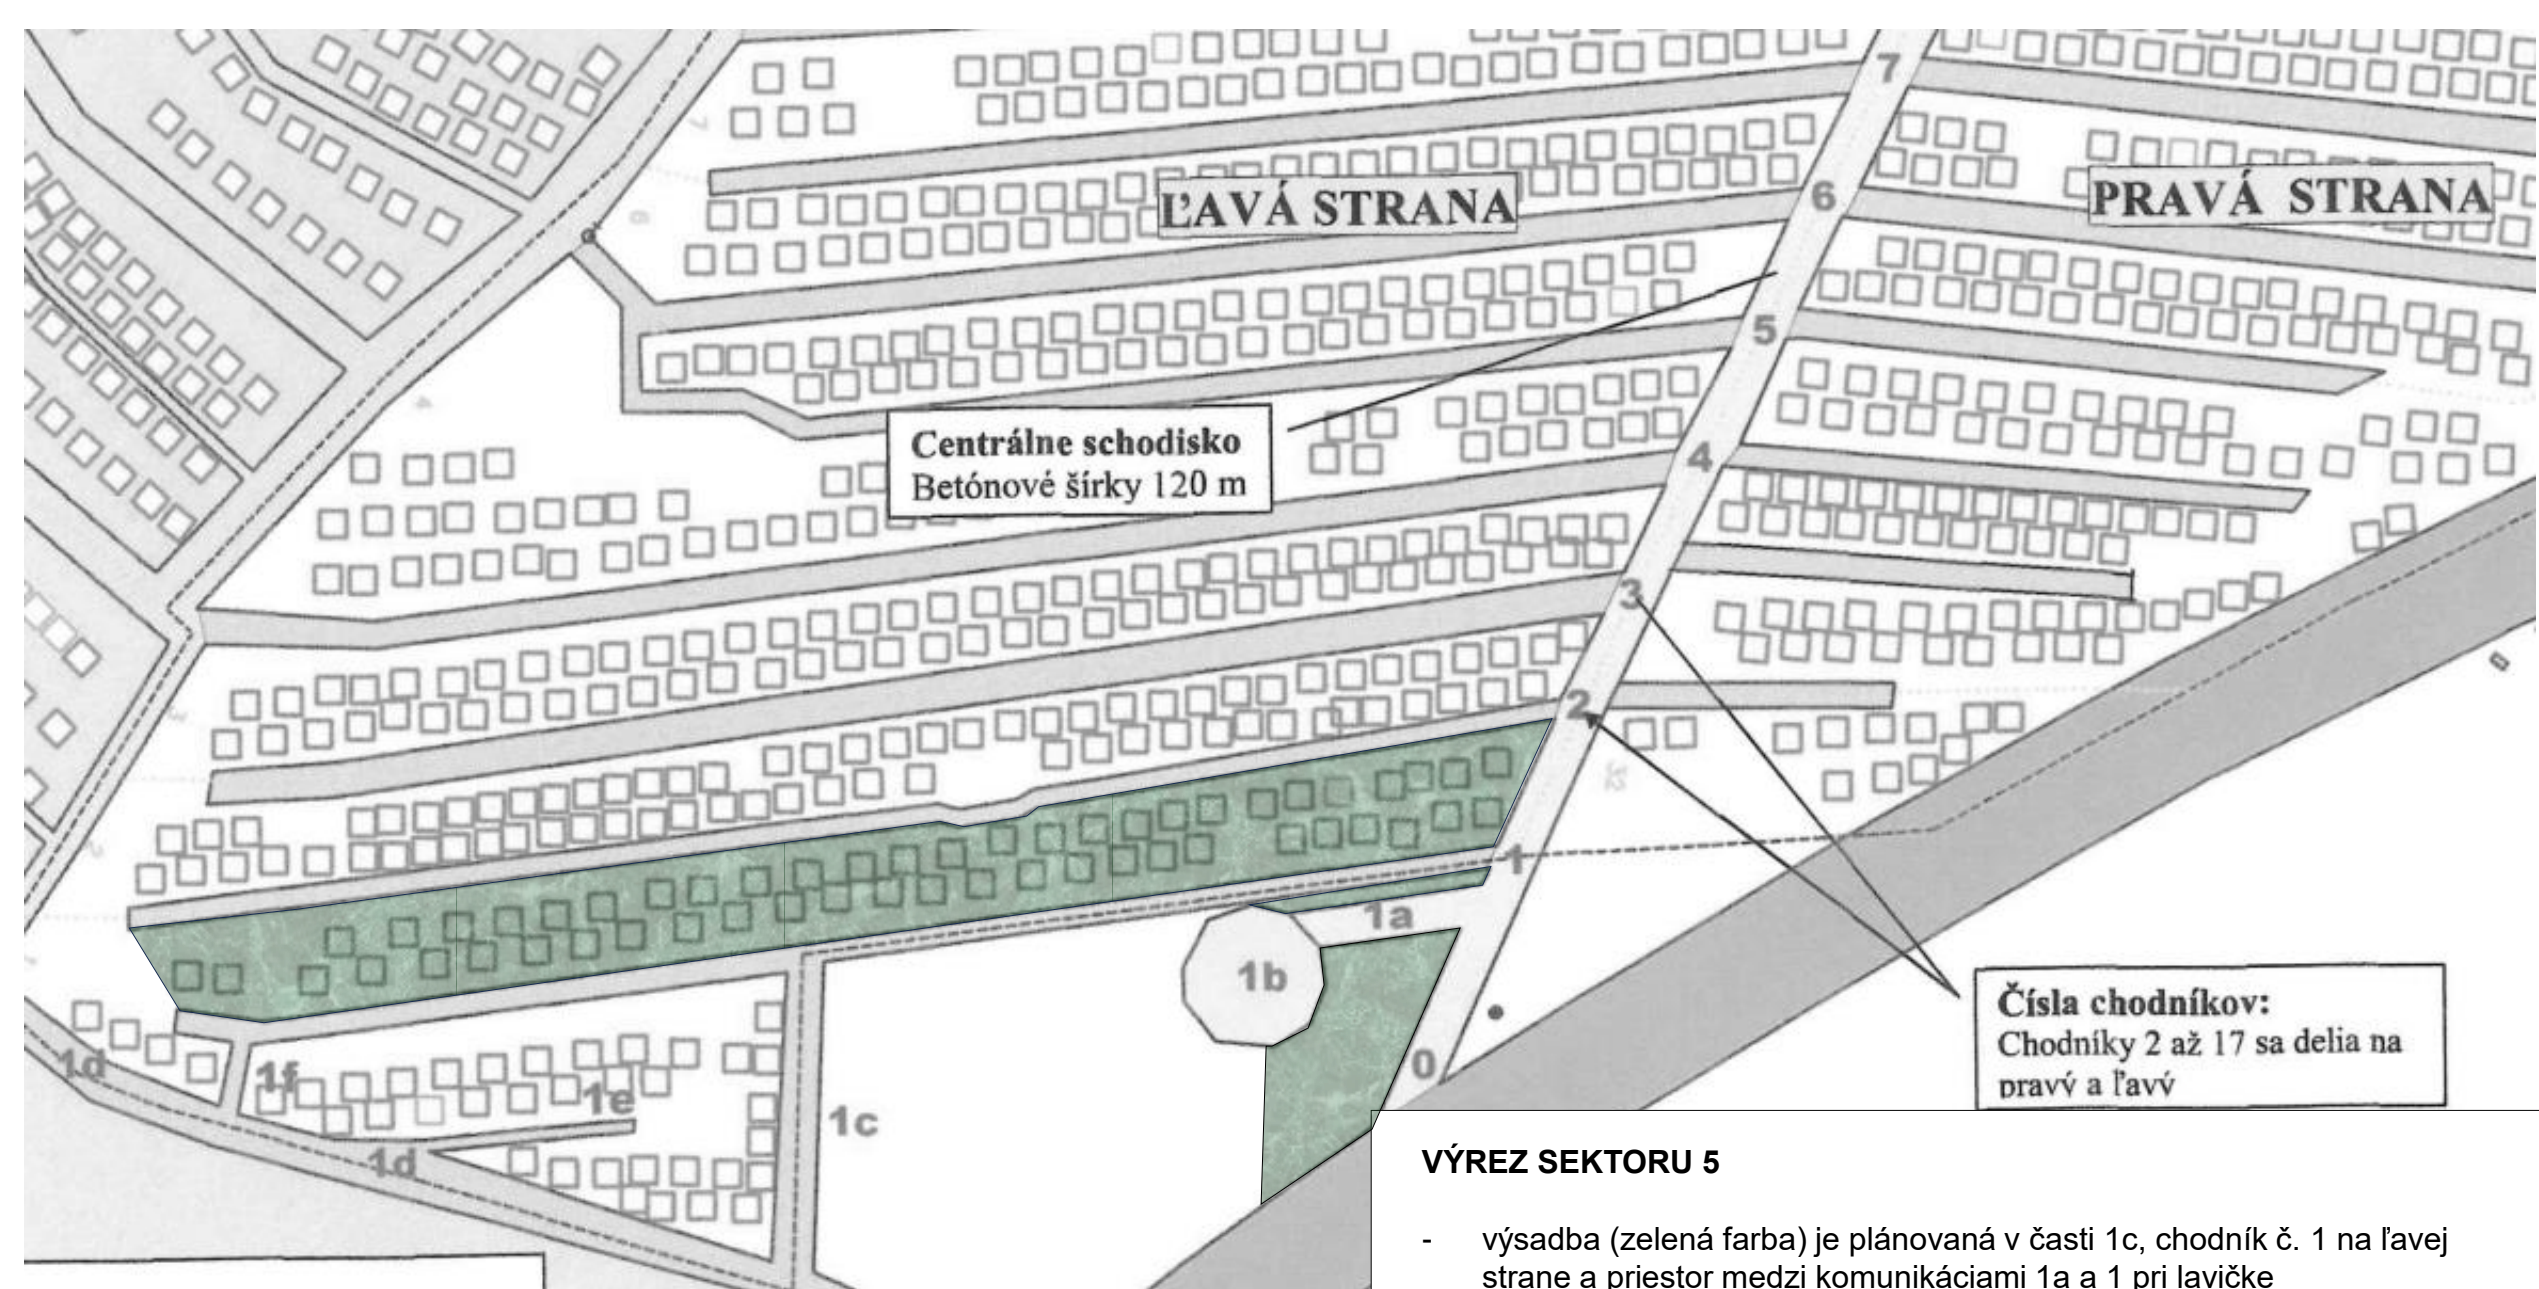 7
ĽAVÁ STRANA
6
PRAVÁ STRANA
5
Centrálne schodisko
Betónové šírky 120 m
4
3
2
1
1a
1b
0
Čísla chodníkov:
Chodníky 2 až 17 sa delia na
pravý a ľavý
1d
1f
1e
1c
1d
VÝREZ SEKTORU 5
- výsadba (zelená farba) je plánovaná v časti 1c, chodník č. 1 na ľavej
strane a priestor medzi komunikáciami 1a a 1 pri lavičke